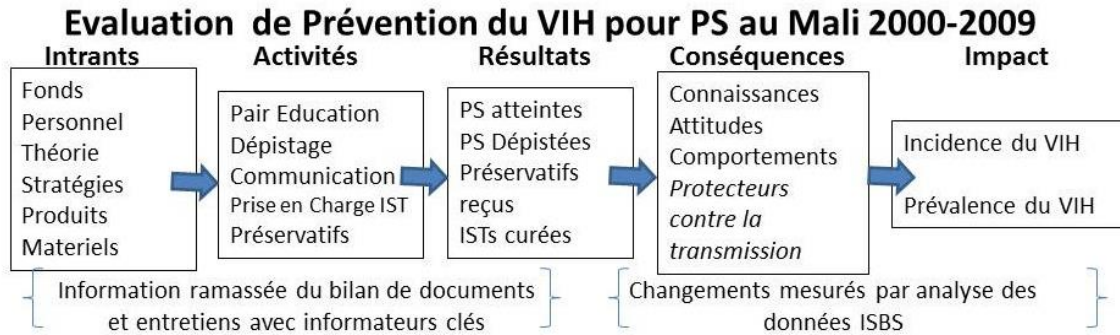 Evaluation de Prévention du VIH pour PS au Mali 2000-2009
Intrants
Fonds
Personnel
Théorie
Stratégies
Produits
Materiels
Activités
Pair Education
Dépistage
Communication
Prise en Charge IST
Préservatifs
Résultats
PS atteintes
PS Dépistées
Préservatifs
reçus
ISTs curées
Conséquences
Connaissances
Attitudes
Comportements
Protecteurs
contre la
transmission
Impact
Incidence du VIH
Prévalence du VIH
Information ramassée du bilan de documents
et entretiens avec informateurs clés
Changements mesurés par analyse des
données ISBS